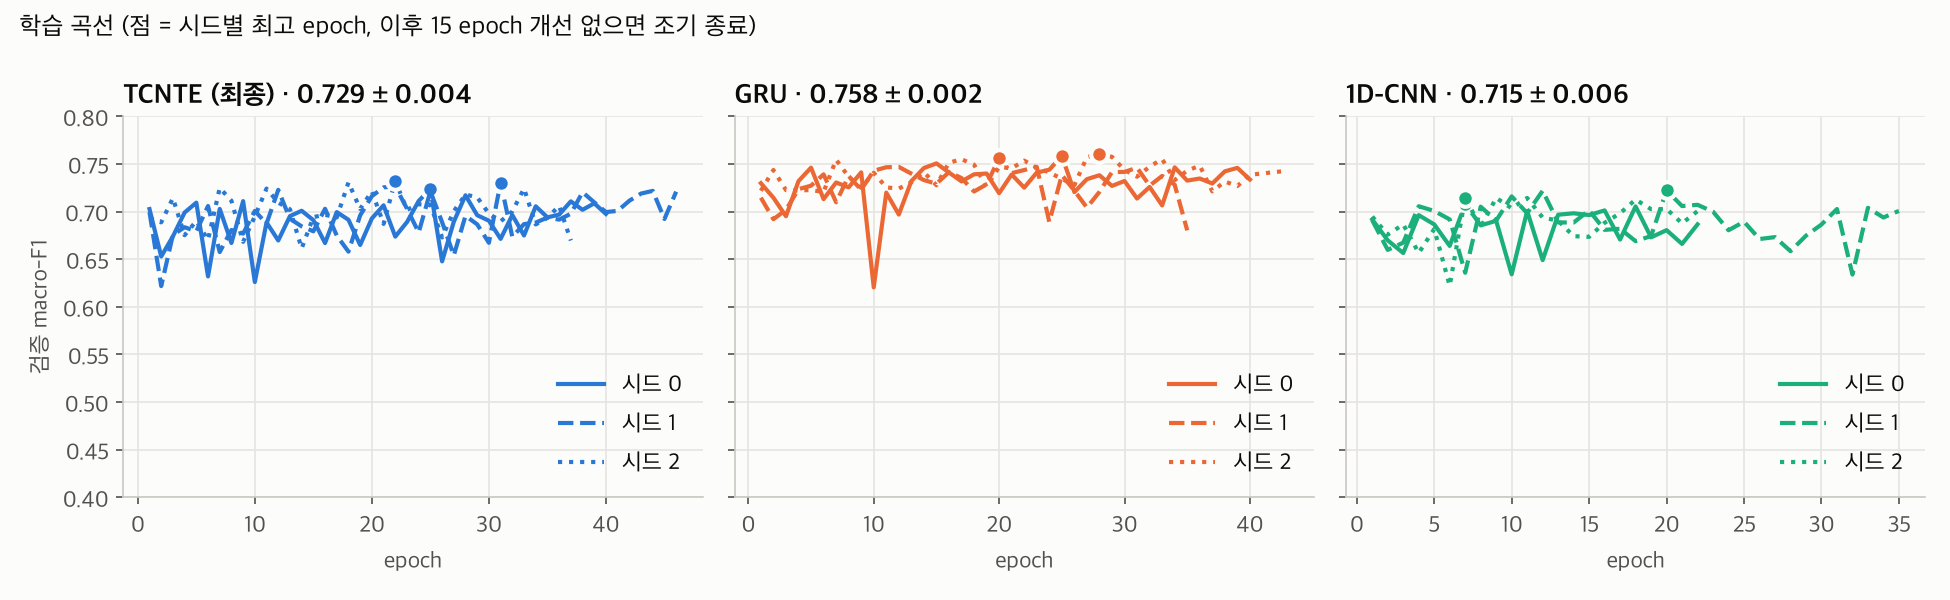 학습 곡선 (점 = 시드별 최고 epoch, 이후 15 epoch 개선 없으면 조기 종료)
TCNTE (최종) · 0.729 ± 0.004
GRU · 0.758 ± 0.002
1D-CNN · 0.715 ± 0.006
검증 macro-F1
0.80
0.75
0.70
0.65
0.60
0.55
0.50
0.45
0.40
시드 0
시드 1
시드 2
0 10 20 30 40
epoch
시드 0
시드 1
시드 2
0 10 20 30 40
epoch
시드 0
시드 1
시드 2
0 5 10 15 20 25 30 35
epoch